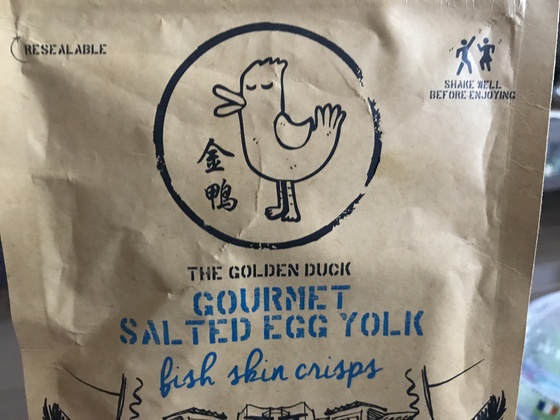 RESEALABLE
SHAKE WELL
BEFORE ENJOYING
金
鴨
THE GOLDEN DUCK
GOURMET
SALTED EGG YOLK
fish skin crisps